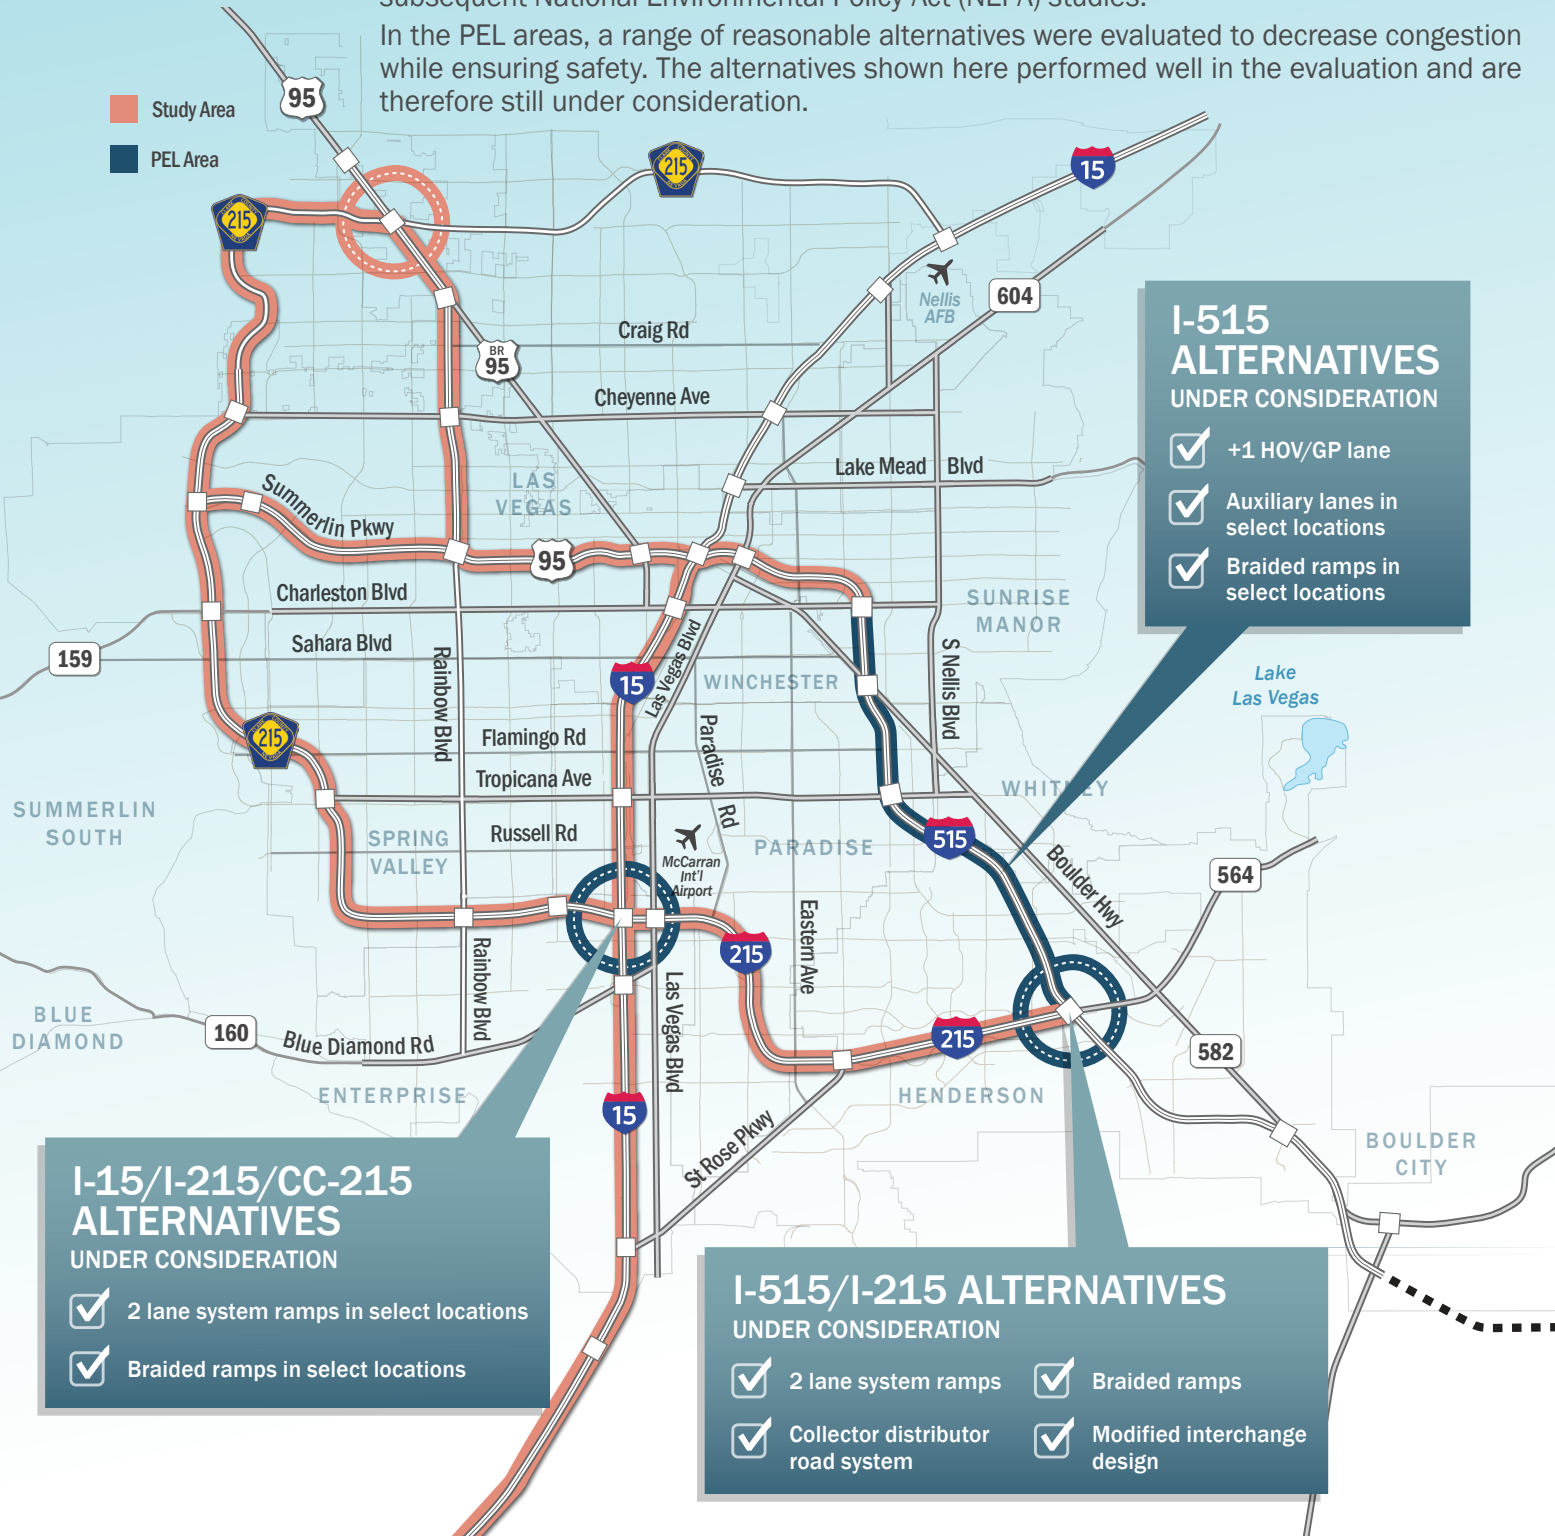 subsequent National Environmental Policy Act (NEPA) studies.
In the PEL areas, a range of reasonable alternatives were evaluated to decrease congestion
while ensuring safety. The alternatives shown here performed well in the evaluation and are
therefore still under consideration.
Study Area
PEL Area
95
215
215
15
Nellis
AFB
604
Craig Rd
BR
95
Cheyenne Ave
Lake Mead Blvd
LAS
VEGAS
Summerlin Pkwy
95
Charleston Blvd
Sahara Blvd
159
Rainbow Blvd
15
Las Vegas Blvd
WINCHESTER
SUNRISE
MANOR
S Nellis Blvd
Lake
Las Vegas
215
Flamingo Rd
Tropicana Ave
Paradise Rd
WHITNEY
SUMMERLIN
SOUTH
SPRING
VALLEY
Russell Rd
McCarran
Int'l
Airport
PARADISE
515
Boulder Hwy
564
Eastern Ave
215
Rainbow Blvd
Las Vegas Blvd
BLUE
DIAMOND
160
Blue Diamond Rd
215
582
ENTERPRISE
15
HENDERSON
St Rose Pkwy
BOULDER
CITY
I-515
ALTERNATIVES
UNDER CONSIDERATION
+1 HOV/GP lane
Auxiliary lanes in
select locations
Braided ramps in
select locations
I-15/I-215/CC-215
ALTERNATIVES
UNDER CONSIDERATION
2 lane system ramps in select locations
Braided ramps in select locations
I-515/I-215 ALTERNATIVES
UNDER CONSIDERATION
2 lane system ramps
Collector distributor
road system
Braided ramps
Modified interchange
design